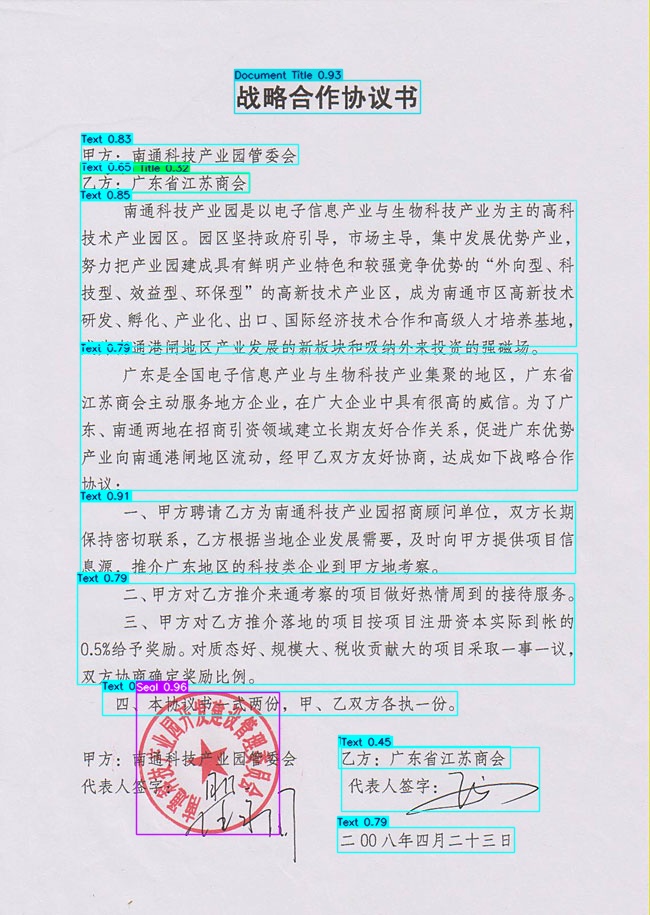 Document Title 0.93
战略合作协议书
Text 0.83
甲方：南通科技产业园管委会
Text 0.65 Title 0.32
乙方：广东省江苏商会
Text 0.85
南通科技产业园是以电子信息产业与生物科技产业为主的高科
技术产业园区。园区坚持政府引导，市场主导，集中发展优势产业，
努力把产业园建成具有鲜明产业特色和较强竞争优势的“外向型、科
技型、效益型、环保型”的高新技术产业区，成为南通市区高新技术
研发、孵化、产业化、出口、国际经济技术合作和高级人才培养基地，
通港闸地区产业发展的新板块和吸纳外来投资的强磁场。
Text 0.79
广东是全国电子信息产业与生物科技产业集聚的地区，广东省
江苏商会主动服务地方企业，在广大企业中具有很高的威信。为了广
东、南通两地在招商引资领域建立长期友好合作关系，促进广东优势
产业向南通港闸地区流动，经甲乙双方友好协商，达成如下战略合作
协议：
Text 0.91
一、甲方聘请乙方为南通科技产业园招商顾问单位，双方长期
保持密切联系，乙方根据当地企业发展需要，及时向甲方提供项目信
息源，推介广东地区的科技类企业到甲方地考察。
Text 0.79
二、甲方对乙方推介来通考察的项目做好热情周到的接待服务。
三、甲方对乙方推介落地的项目按项目注册资本实际到帐的
0.5%给予奖励。对质态好、规模大、税收贡献大的项目采取一事一议，
双方协商确定奖励比例。
Text 0 Seal 0.96
四、本协议书一式两份，甲、乙双方各执一份。
南通科技产业园开发建设管理委员会
甲方：南通科技产业园管委会
代表人签字：
Text 0.45
乙方：广东省江苏商会
代表人签字：
Text 0.79
二00八年四月二十三日